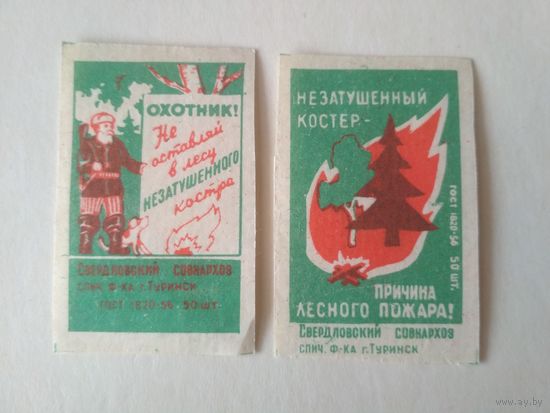 ОХОТНИК!
Не
оставляй
в лесу
НЕЗАТУШЕННОГО
костра
СВЕРДЛОВСКИЙ СОВНАРХОЗ
СПИЧ. Ф-КА г. ТУРИНСК
ГОСТ 1820-56 50 ШТ.
НЕЗАТУШЕННЫЙ
КОСТЕР -
ГОСТ 1820-56 50 ШТ.
ПРИЧИНА
ЛЕСНОГО ПОЖАРА!
СВЕРДЛОВСКИЙ СОВНАРХОЗ
СПИЧ. Ф-КА г. ТУРИНСК
www.ay.by